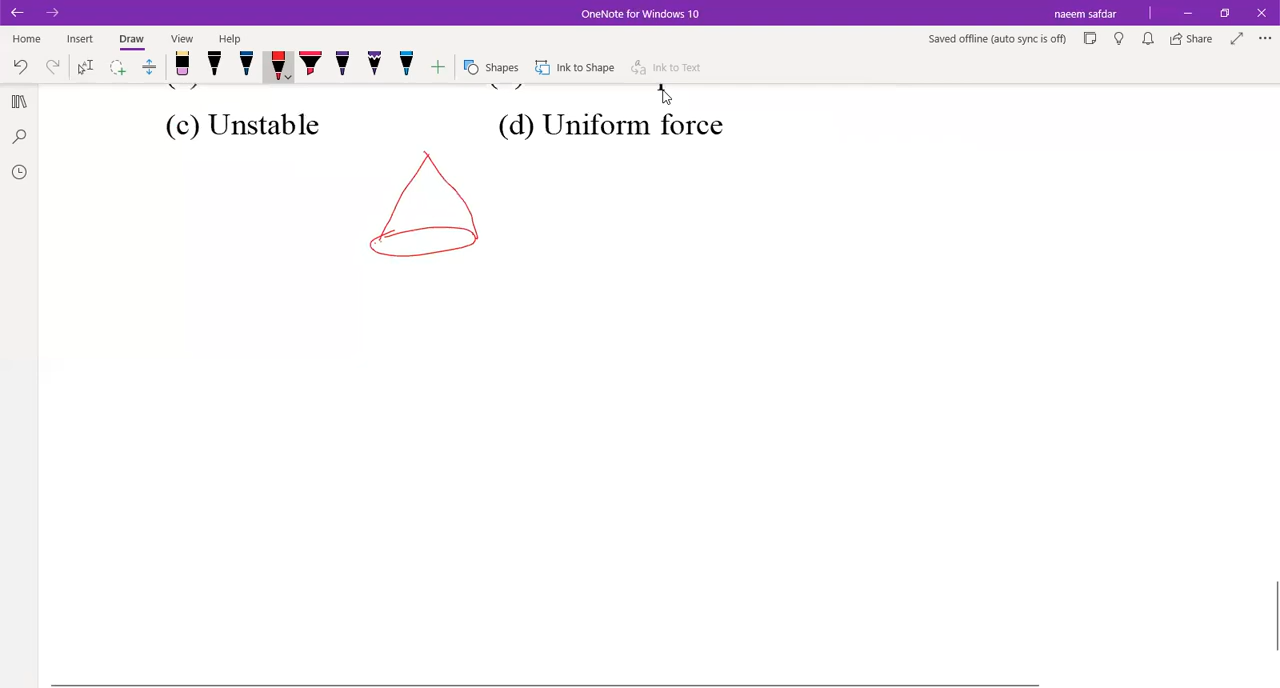 OneNote for Windows 10
naeem safdar
Home Insert Draw View Help
Saved offline (auto sync is off)
Share
Shapes
Ink to Shape
Ink to Text
(c) Unstable (d) Uniform force